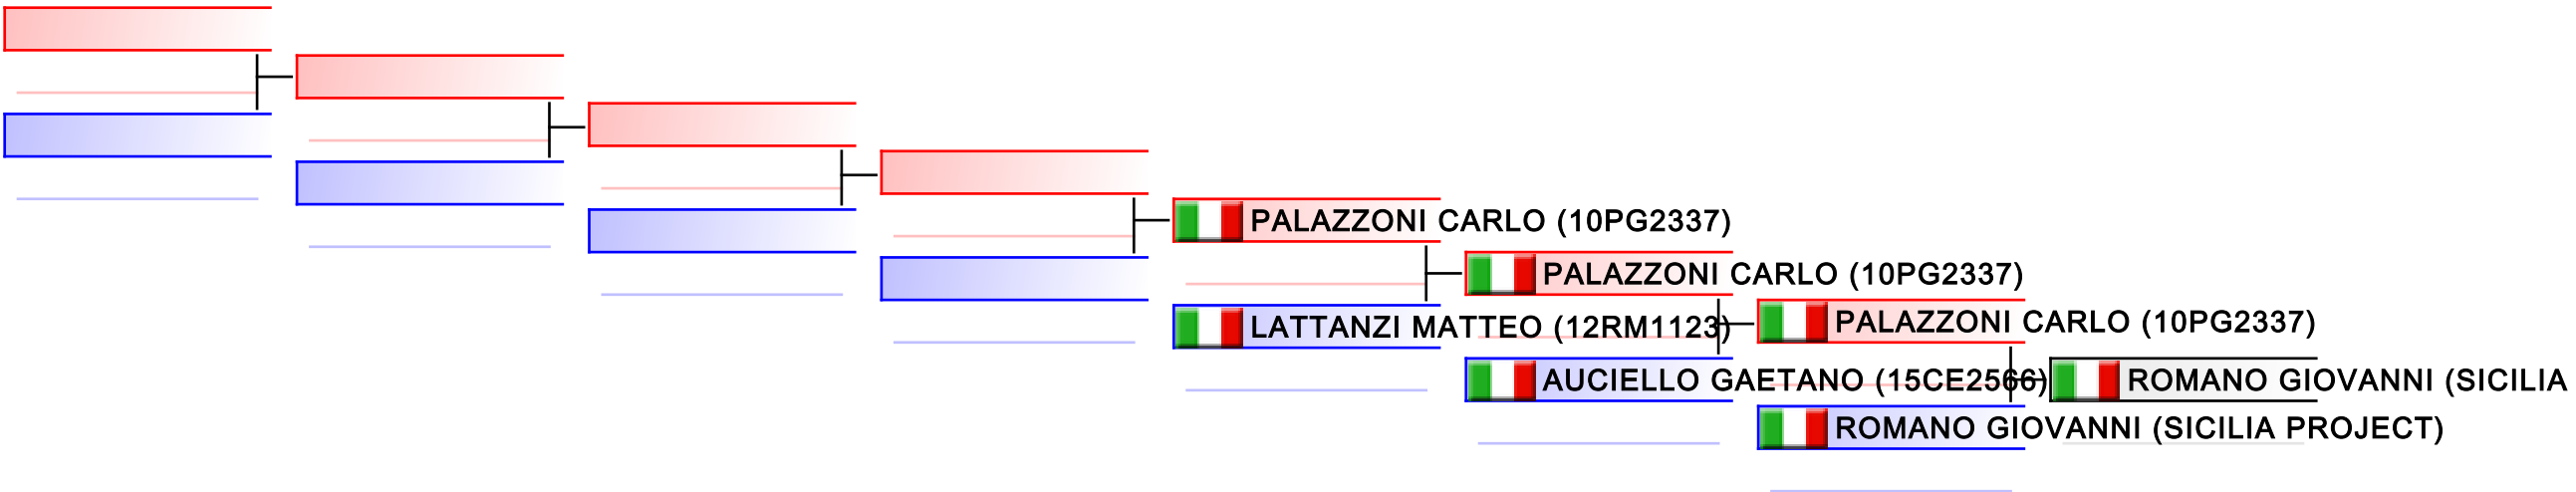 PALAZZONI CARLO (10PG2337)
PALAZZONI CARLO (10PG2337)
LATTANZI MATTEO (12RM1123)
PALAZZONI CARLO (10PG2337)
AUCIELLO GAETANO (15CE2566)
ROMANO GIOVANNI (SICILIA
ROMANO GIOVANNI (SICILIA PROJECT)